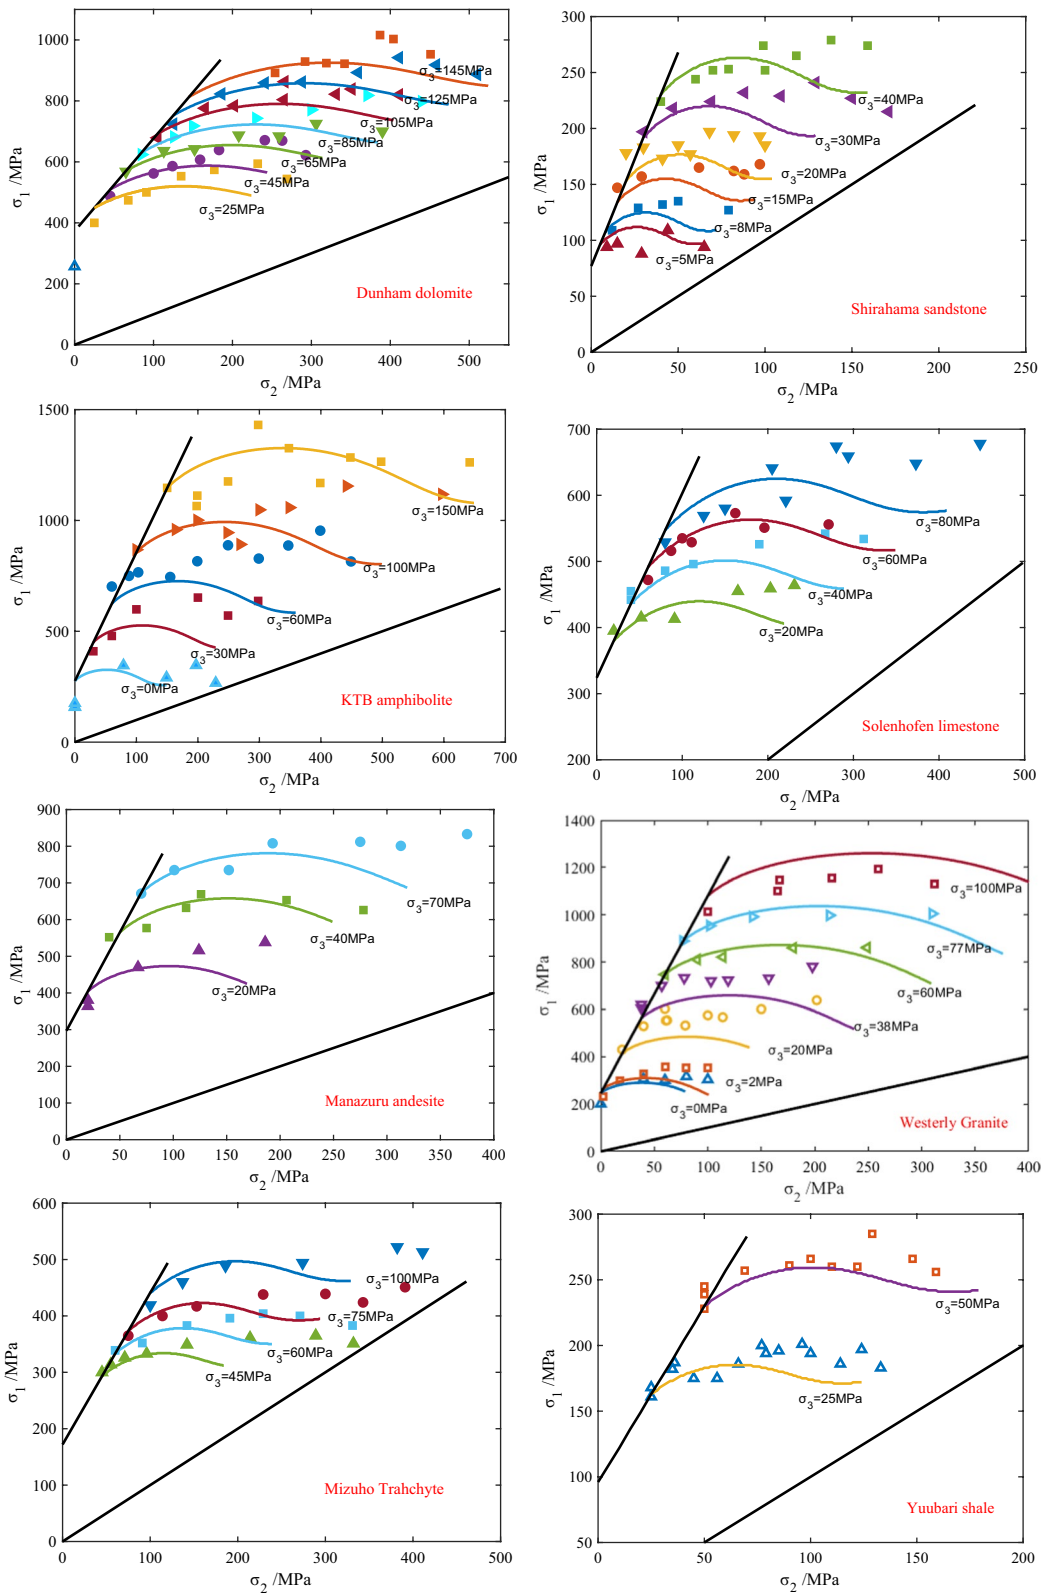 1000
800
600
400
200
0
σ1 /MPa
0 100 200 300 400 500
σ2 /MPa
σ3=145MPa
σ3=125MPa
σ3=105MPa
σ3=85MPa
σ3=65MPa
σ3=45MPa
σ3=25MPa
Dunham dolomite
300
250
200
150
100
50
0
σ1 /MPa
0 50 100 150 200 250
σ2 /MPa
σ3=40MPa
σ3=30MPa
σ3=20MPa
σ3=15MPa
σ3=8MPa
σ3=5MPa
Shirahama sandstone
1500
1000
500
0
σ1 /MPa
0 100 200 300 400 500 600 700
σ2 /MPa
σ3=150MPa
σ3=100MPa
σ3=60MPa
σ3=30MPa
σ3=0MPa
KTB amphibolite
700
600
500
400
300
200
σ1 /MPa
0 100 200 300 400 500
σ2 /MPa
σ3=80MPa
σ3=60MPa
σ3=40MPa
σ3=20MPa
Solenhofen limestone
900
800
700
600
500
400
300
200
100
0
σ1 /MPa
0 50 100 150 200 250 300 350 400
σ2 /MPa
σ3=70MPa
σ3=40MPa
σ3=20MPa
Manazuru andesite
1400
1200
1000
800
600
400
200
0
σ1 /MPa
0 50 100 150 200 250 300 350 400
σ2 /MPa
σ3=100MPa
σ3=77MPa
σ3=60MPa
σ3=38MPa
σ3=20MPa
σ3=2MPa
σ3=0MPa
Westerly Granite
600
500
400
300
200
100
0
σ1 /MPa
0 100 200 300 400 500
σ2 /MPa
σ3=100MPa
σ3=75MPa
σ3=60MPa
σ3=45MPa
Mizuho Trahchyte
300
250
200
150
100
50
σ1 /MPa
0 50 100 150 200
σ2 /MPa
σ3=50MPa
σ3=25MPa
Yuubari shale